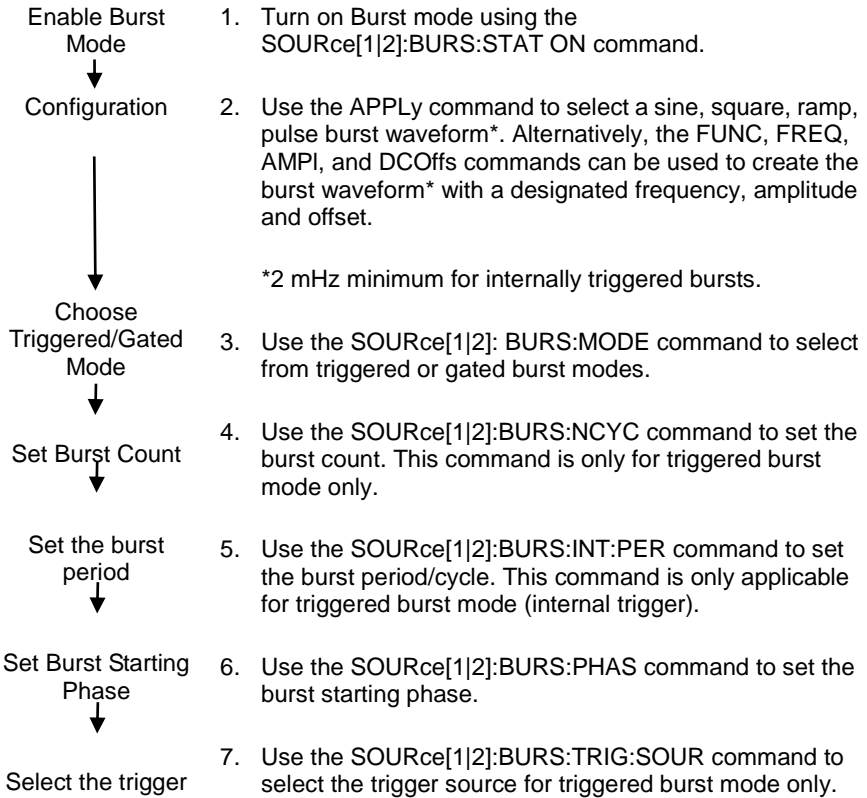 Enable Burst
Mode
1. Turn on Burst mode using the
SOURce[1|2]:BURS:STAT ON command.
Configuration
2. Use the APPLy command to select a sine, square, ramp,
pulse burst waveform*. Alternatively, the FUNC, FREQ,
AMPl, and DCOffs commands can be used to create the
burst waveform* with a designated frequency, amplitude
and offset.
*2 mHz minimum for internally triggered bursts.
Choose
Triggered/Gated
Mode
3. Use the SOURce[1|2]: BURS:MODE command to select
from triggered or gated burst modes.
Set Burst Count
4. Use the SOURce[1|2]:BURS:NCYC command to set the
burst count. This command is only for triggered burst
mode only.
Set the burst
period
5. Use the SOURce[1|2]:BURS:INT:PER command to set
the burst period/cycle. This command is only applicable
for triggered burst mode (internal trigger).
Set Burst Starting
Phase
6. Use the SOURce[1|2]:BURS:PHAS command to set the
burst starting phase.
Select the trigger
7. Use the SOURce[1|2]:BURS:TRIG:SOUR command to
select the trigger source for triggered burst mode only.